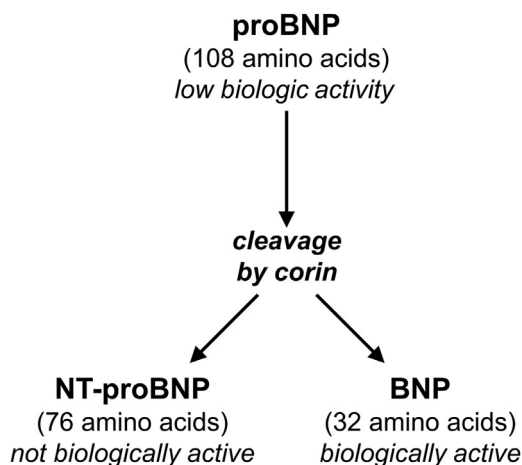 proBNP
(108 amino acids)
low biologic activity
cleavage
by corin
NT-proBNP
(76 amino acids)
not biologically active
BNP
(32 amino acids)
biologically active